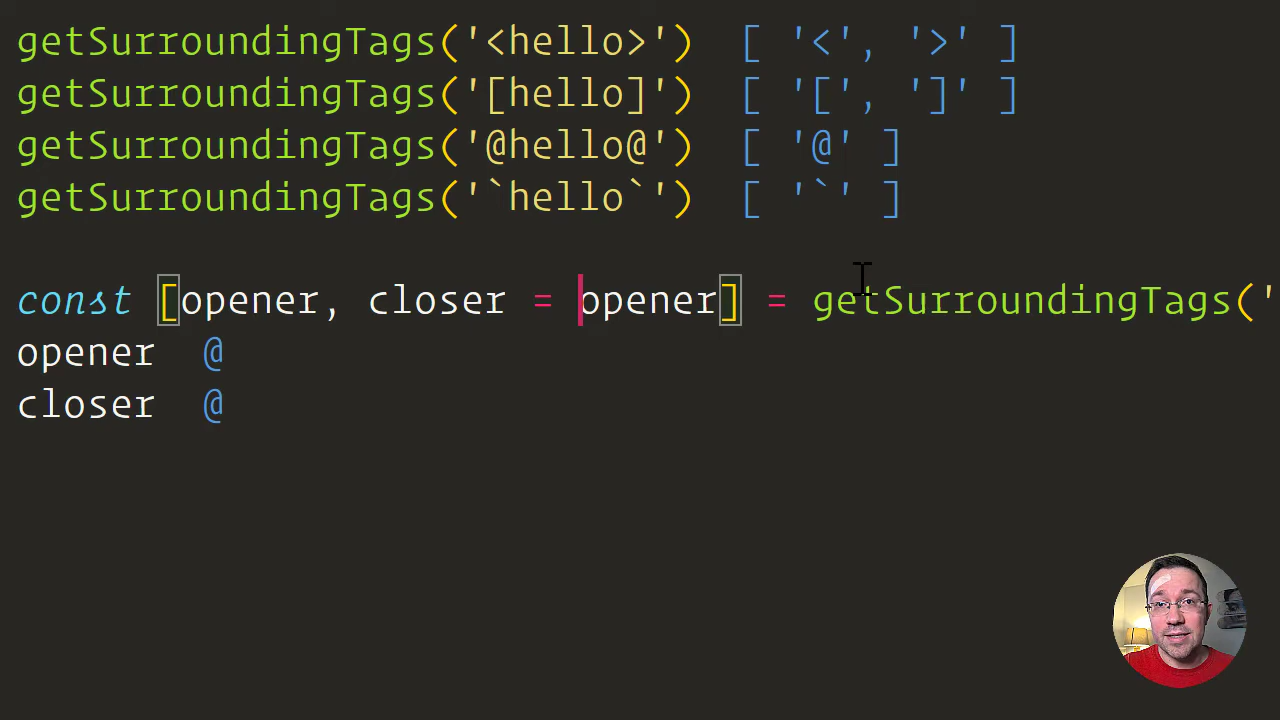 getSurroundingTags('<hello>') [ '<', '>' ]
getSurroundingTags('[hello]') [ '[', ']' ]
getSurroundingTags('@hello@') [ '@' ]
getSurroundingTags('`hello`') [ '`' ]
const [opener, closer = opener] = getSurroundingTags('
opener @
closer @